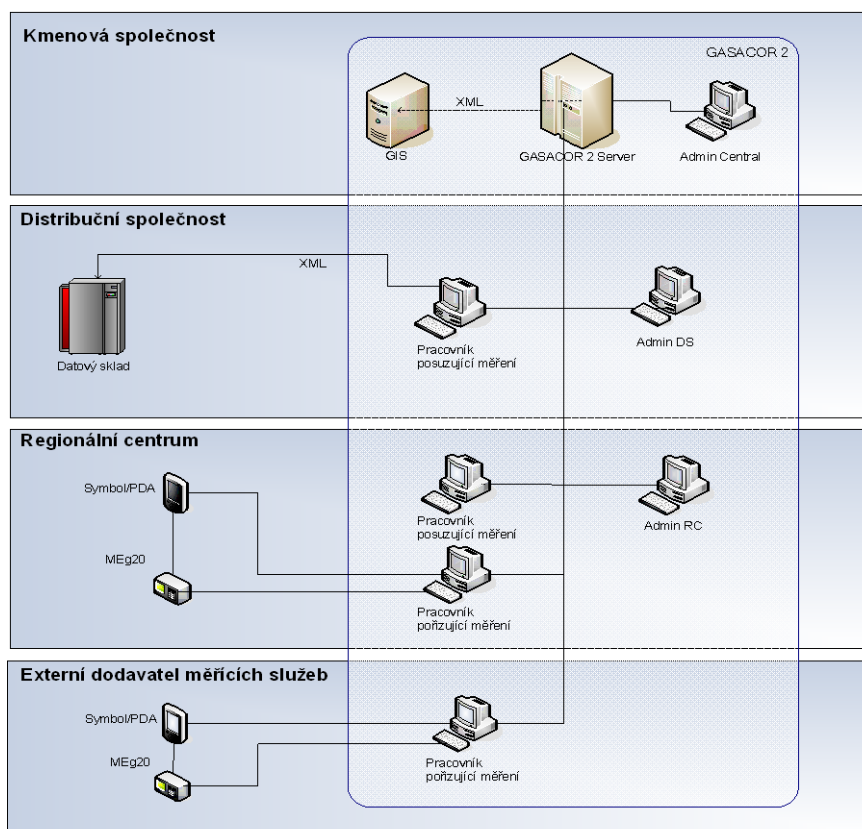 Kmenová společnost
GASACOR 2
XML
GIS
GASACOR 2 Server
Admin Central
Distribuční společnost
XML
Datový sklad
Pracovník
posuzující měření
Admin DS
Regionální centrum
Symbol/PDA
MEg20
Pracovník
posuzující měření
Admin RC
Pracovník
pořizující měření
Externí dodavatel měřících služeb
Symbol/PDA
MEg20
Pracovník
pořizující měření